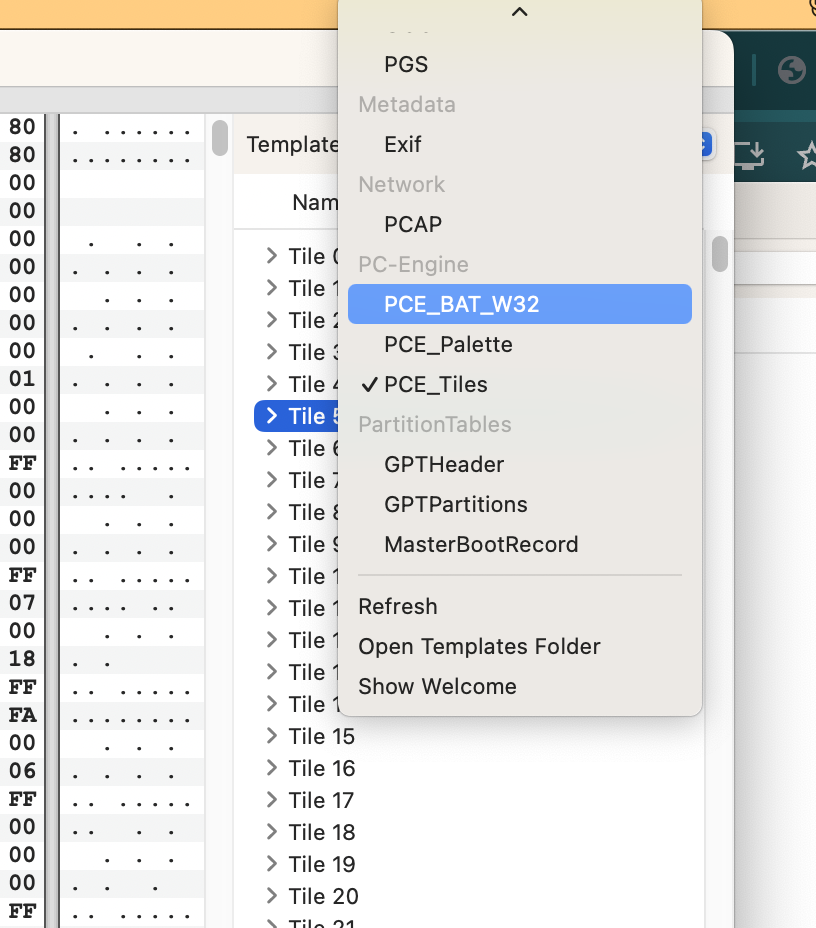 PGS
Metadata
Exif
Network
PCAP
PC-Engine
PCE_BAT_W32
PCE_Palette
✓ PCE_Tiles
PartitionTables
GPTHeader
GPTPartitions
MasterBootRecord
Refresh
Open Templates Folder
Show Welcome
80 . . . . . . .
80 . . . . . . . .
00
00
00 . . .
00 . . . .
00 . . .
00 . . . .
00 . . .
01 . . . .
00 . . .
00 . . . .
FF . . . . . . .
00 . . . . .
00 . . .
00 . . . .
FF . . . . . . .
07 . . . . . .
00 . . .
18 . .
FF . . . . . . .
FA . . . . . . . .
00 . . .
06 . . . .
FF . . . . . . .
00 . . . .
00 . . .
00 . . .
FF . . . . . . .
Template
Nam
Tile
Tile 1
Tile 2
Tile 3
Tile 4
Tile 5
Tile 6
Tile 7
Tile 8
Tile 9
Tile 1
Tile 1
Tile 1
Tile 1
Tile 1
Tile 15
Tile 16
Tile 17
Tile 18
Tile 19
Tile 20
Tile 21